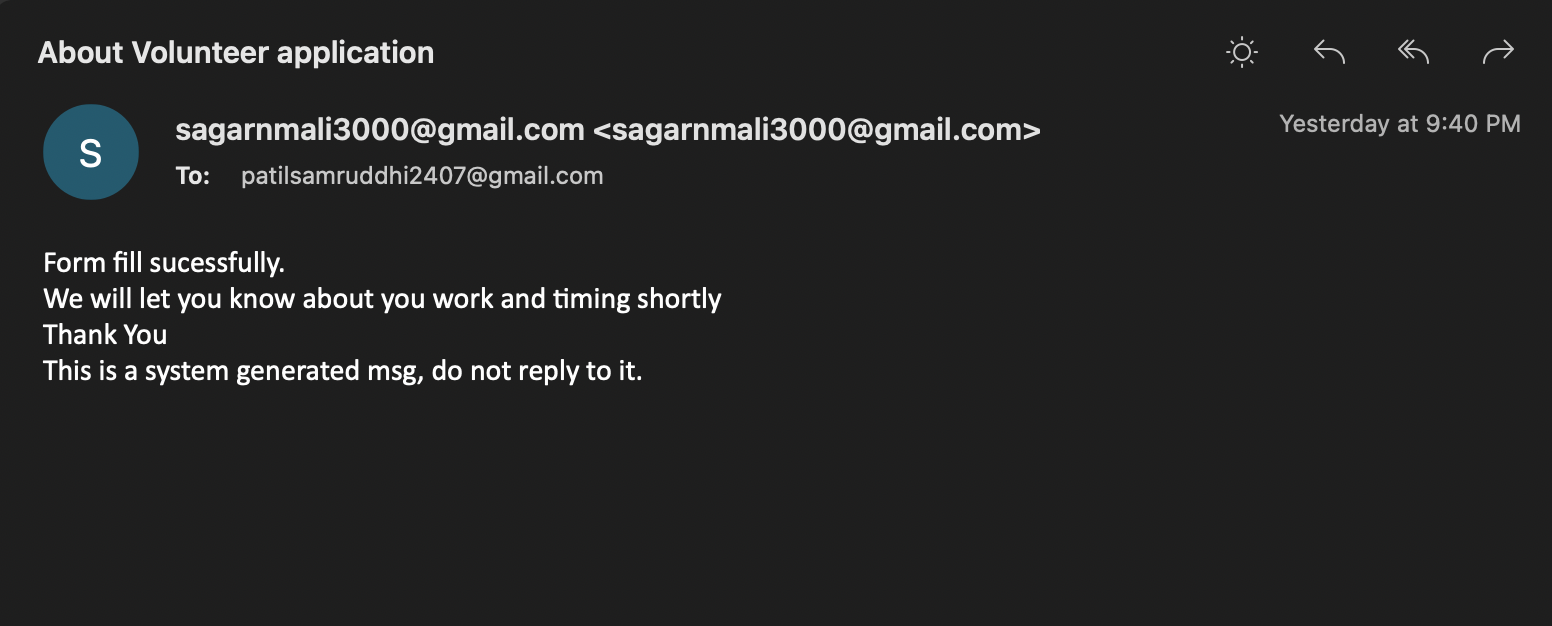 About Volunteer application
S
sagarnmali3000@gmail.com <sagarnmali3000@gmail.com>
Yesterday at 9:40 PM
To: patilsamruddhi2407@gmail.com
Form fill sucessfully.
We will let you know about you work and timing shortly
Thank You
This is a system generated msg, do not reply to it.